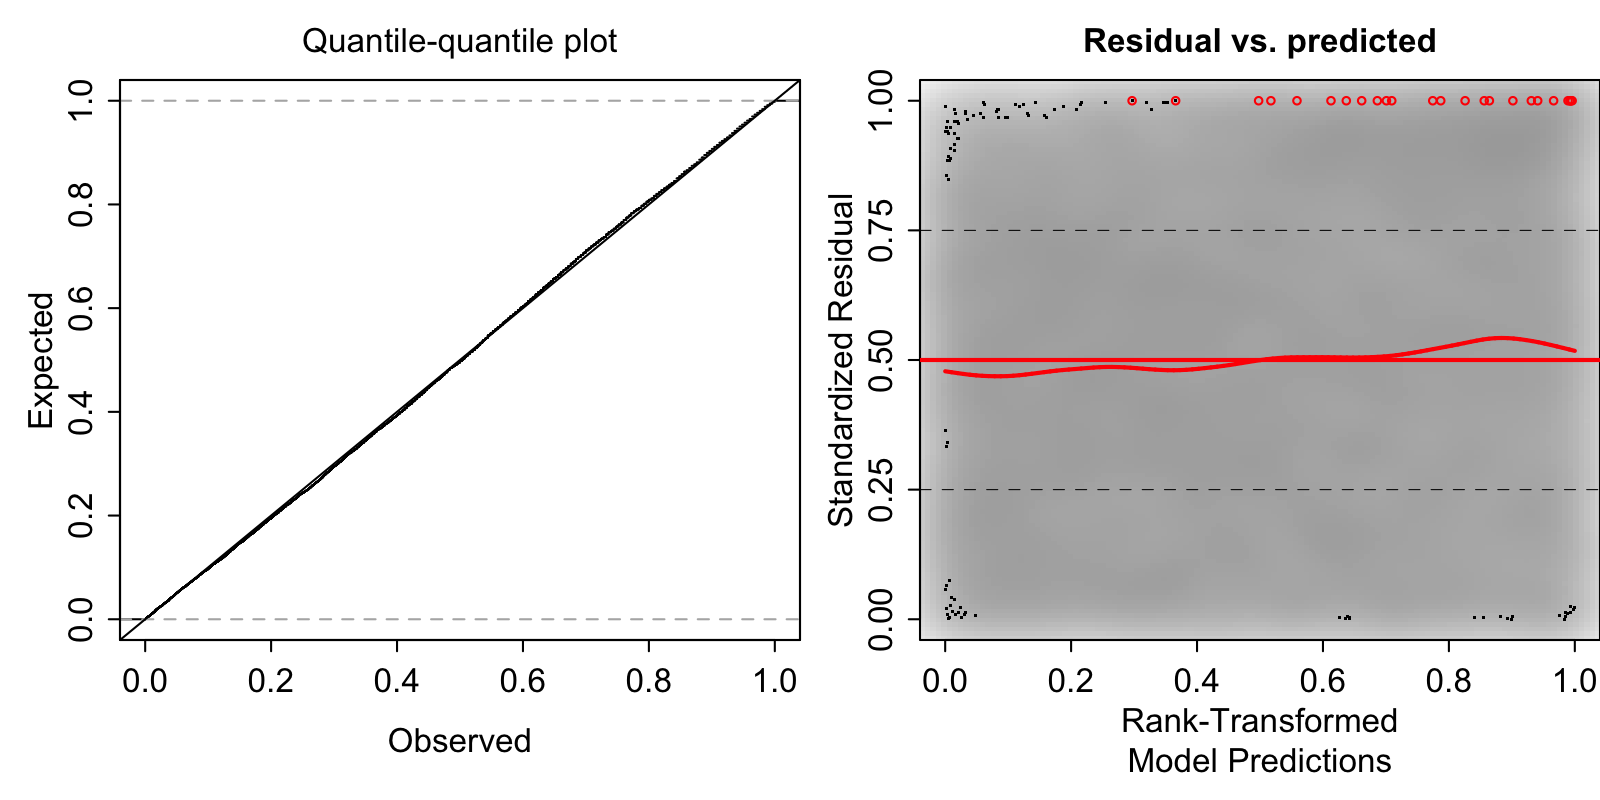 Quantile-quantile plot
Expected
0.0
0.2
0.4
0.6
0.8
1.0
0.0 0.2 0.4 0.6 0.8 1.0
Observed
Residual vs. predicted
Standardized Residual
0.00
0.25
0.50
0.75
1.00
0.0 0.2 0.4 0.6 0.8 1.0
Rank-Transformed
Model Predictions